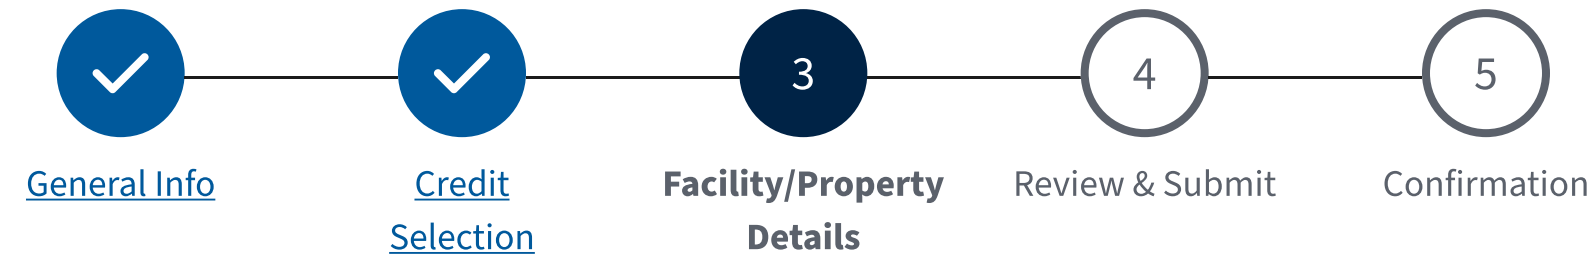 3
4
5
General Info
Credit
Selection
Facility/Property
Details
Review & Submit
Confirmation